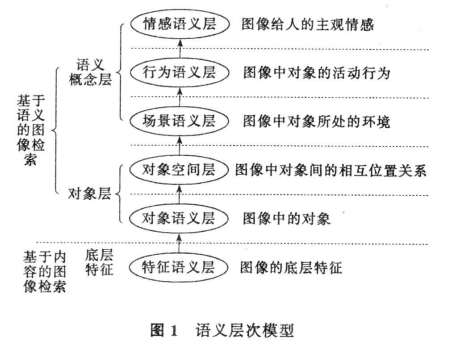 情感语义层 图像给人的主观情感
语义
概念层
行为语义层 图像中对象的活动行为
基于
语义
的图
像检
索
场景语义层 图像中对象所处的环境
对象空间层 图像中对象间的相互位置关系
对象层
对象语义层 图像中的对象
基于内
容的图
像检索
底层
特征
特征语义层 图像的底层特征
图 1 语义层次模型